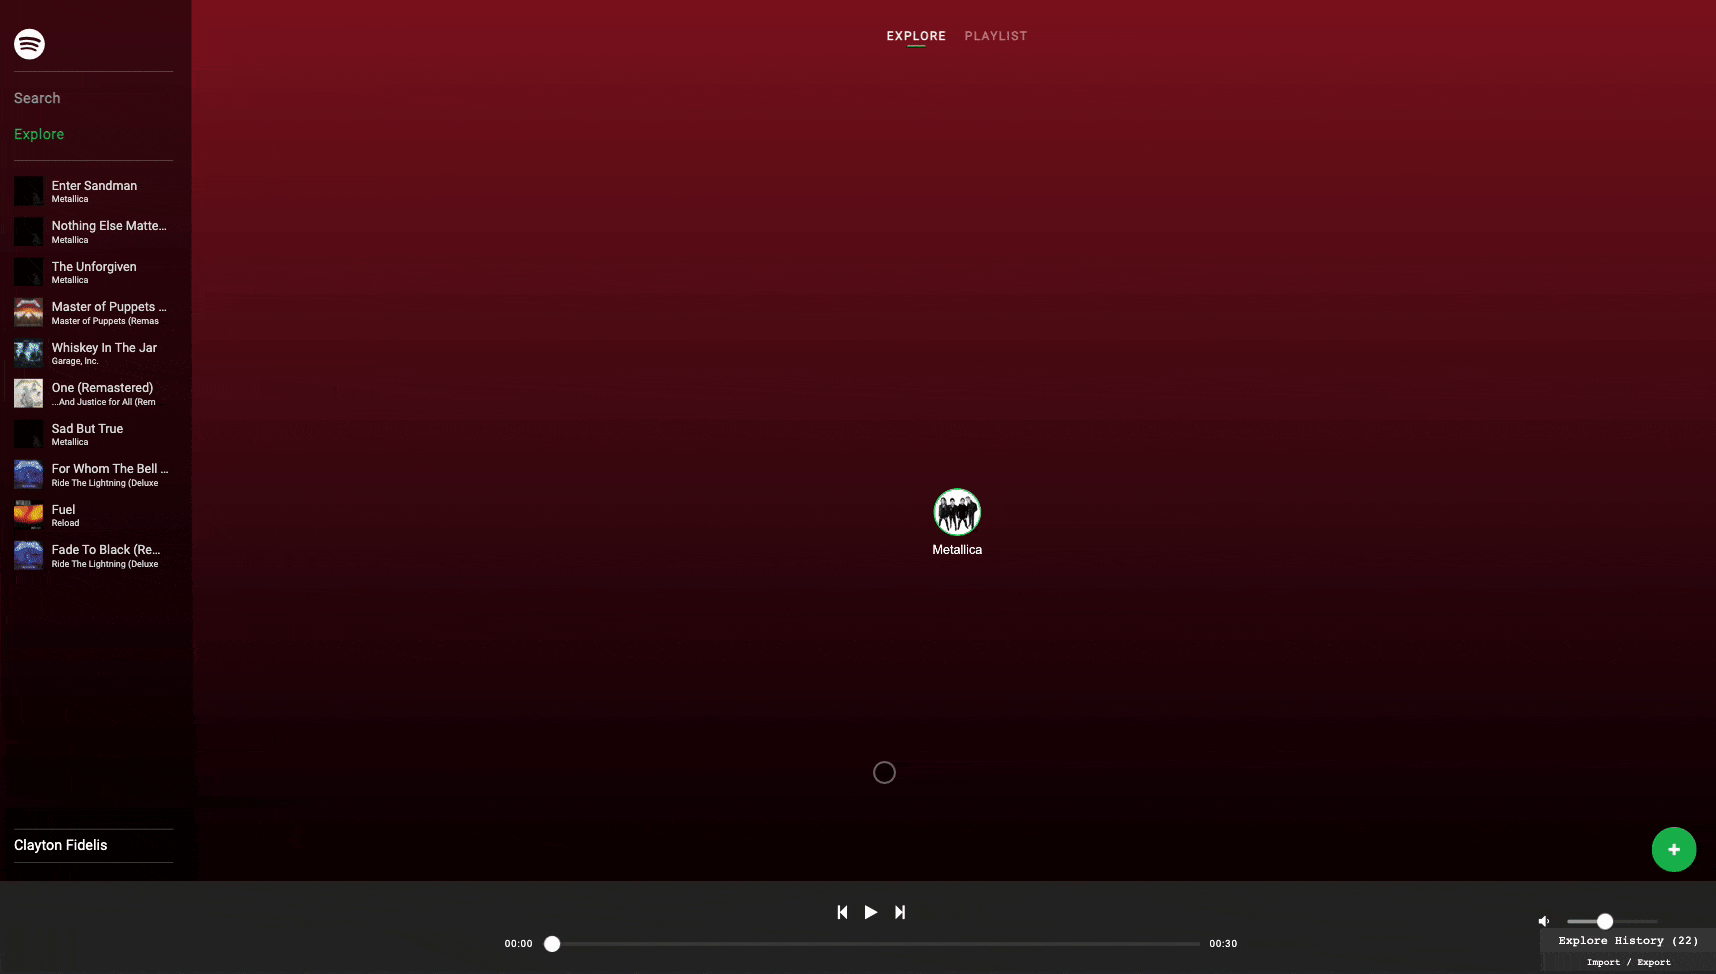 EXPLORE PLAYLIST
Search
Explore
Enter Sandman
Metallica
Nothing Else Matte...
Metallica
The Unforgiven
Metallica
Master of Puppets ...
Master of Puppets (Remas
Whiskey In The Jar
Garage, Inc.
One (Remastered)
...And Justice for All (Rem
Sad But True
Metallica
For Whom The Bell ...
Ride The Lightning (Deluxe
Fuel
Reload
Fade To Black (Re...
Ride The Lightning (Deluxe
Metallica
Clayton Fidelis
00:00 00:30
Explore History (22)
Import / Export